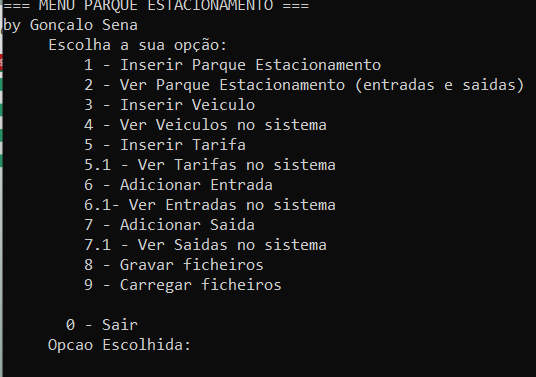 === MENU PARQUE ESTACIONAMENTO ===
by Gonçalo Sena
Escolha a sua opção:
1 - Inserir Parque Estacionamento
2 - Ver Parque Estacionamento (entradas e saidas)
3 - Inserir Veiculo
4 - Ver Veiculos no sistema
5 - Inserir Tarifa
5.1 - Ver Tarifas no sistema
6 - Adicionar Entrada
6.1- Ver Entradas no sistema
7 - Adicionar Saida
7.1 - Ver Saidas no sistema
8 - Gravar ficheiros
9 - Carregar ficheiros
0 - Sair
Opcao Escolhida: